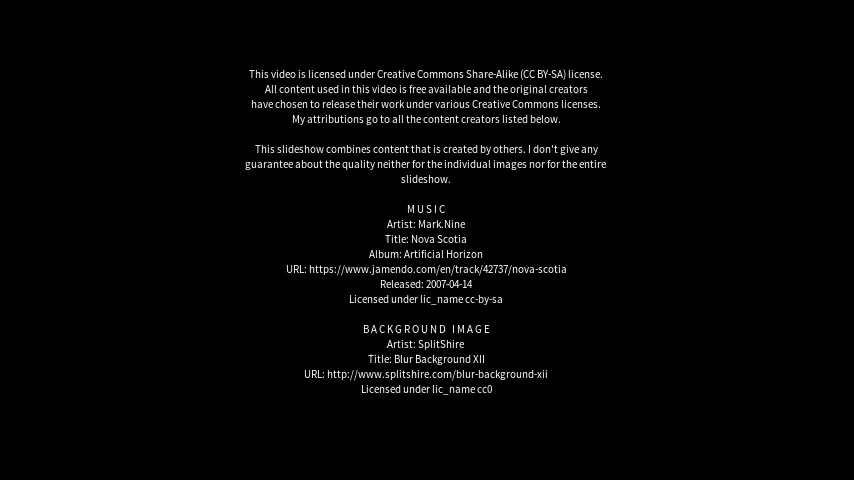 This video is licensed under Creative Commons Share-Alike (CC BY-SA) license.
All content used in this video is free available and the original creators
have chosen to release their work under various Creative Commons licenses.
My attributions go to all the content creators listed below.
This slideshow combines content that is created by others. I don't give any
guarantee about the quality neither for the individual images nor for the entire
slideshow.
MUSIC
Artist: Mark.Nine
Title: Nova Scotia
Album: Artificial Horizon
URL: https://www.jamendo.com/en/track/42737/nova-scotia
Released: 2007-04-14
Licensed under lic_name cc-by-sa
BACKGROUND IMAGE
Artist: SplitShire
Title: Blur Background XII
URL: http://www.splitshire.com/blur-background-xii
Licensed under lic_name cc0